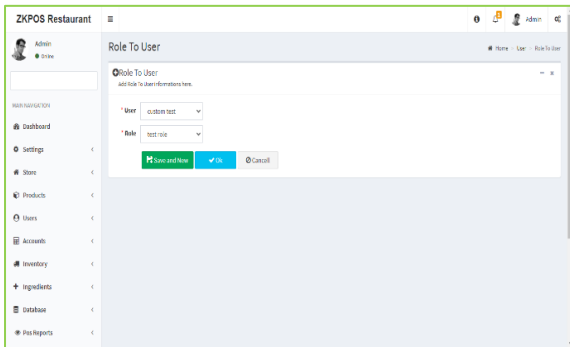 ZKPOS Restaurant
Admin
Admin
Online
Role To User
Home > User > Role To User
Role To User
Add Role To User informations here.
MAIN NAVIGATION
* User
custom test
* Role
test role
Save and New
Ok
Cancell
Dashboard
Settings
Store
Products
Users
Accounts
Inventory
Ingredients
Database
Pos Reports